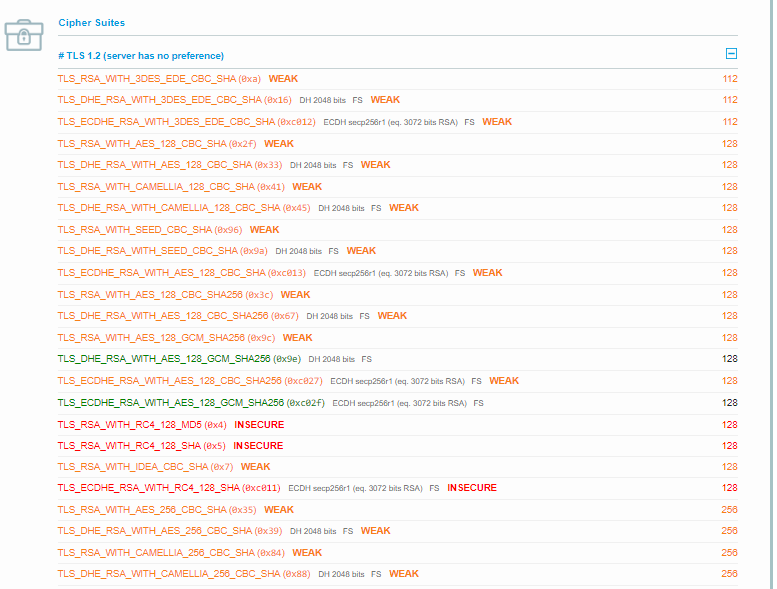 Cipher Suites
# TLS 1.2 (server has no preference)
TLS_RSA_WITH_3DES_EDE_CBC_SHA (0xa) WEAK 112
TLS_DHE_RSA_WITH_3DES_EDE_CBC_SHA (0x16) DH 2048 bits FS WEAK 112
TLS_ECDHE_RSA_WITH_3DES_EDE_CBC_SHA (0xc012) ECDH secp256r1 (eq. 3072 bits RSA) FS WEAK 112
TLS_RSA_WITH_AES_128_CBC_SHA (0x2f) WEAK 128
TLS_DHE_RSA_WITH_AES_128_CBC_SHA (0x33) DH 2048 bits FS WEAK 128
TLS_RSA_WITH_CAMELLIA_128_CBC_SHA (0x41) WEAK 128
TLS_DHE_RSA_WITH_CAMELLIA_128_CBC_SHA (0x45) DH 2048 bits FS WEAK 128
TLS_RSA_WITH_SEED_CBC_SHA (0x96) WEAK 128
TLS_DHE_RSA_WITH_SEED_CBC_SHA (0x9a) DH 2048 bits FS WEAK 128
TLS_ECDHE_RSA_WITH_AES_128_CBC_SHA (0xc013) ECDH secp256r1 (eq. 3072 bits RSA) FS WEAK 128
TLS_RSA_WITH_AES_128_CBC_SHA256 (0x3c) WEAK 128
TLS_DHE_RSA_WITH_AES_128_CBC_SHA256 (0x67) DH 2048 bits FS WEAK 128
TLS_RSA_WITH_AES_128_GCM_SHA256 (0x9c) WEAK 128
TLS_DHE_RSA_WITH_AES_128_GCM_SHA256 (0x9e) DH 2048 bits FS 128
TLS_ECDHE_RSA_WITH_AES_128_CBC_SHA256 (0xc027) ECDH secp256r1 (eq. 3072 bits RSA) FS WEAK 128
TLS_ECDHE_RSA_WITH_AES_128_GCM_SHA256 (0xc02f) ECDH secp256r1 (eq. 3072 bits RSA) FS 128
TLS_RSA_WITH_RC4_128_MD5 (0x4) INSECURE 128
TLS_RSA_WITH_RC4_128_SHA (0x5) INSECURE 128
TLS_RSA_WITH_IDEA_CBC_SHA (0x7) WEAK 128
TLS_ECDHE_RSA_WITH_RC4_128_SHA (0xc011) ECDH secp256r1 (eq. 3072 bits RSA) FS INSECURE 128
TLS_RSA_WITH_AES_256_CBC_SHA (0x35) WEAK 256
TLS_DHE_RSA_WITH_AES_256_CBC_SHA (0x39) DH 2048 bits FS WEAK 256
TLS_RSA_WITH_CAMELLIA_256_CBC_SHA (0x84) WEAK 256
TLS_DHE_RSA_WITH_CAMELLIA_256_CBC_SHA (0x88) DH 2048 bits FS WEAK 256